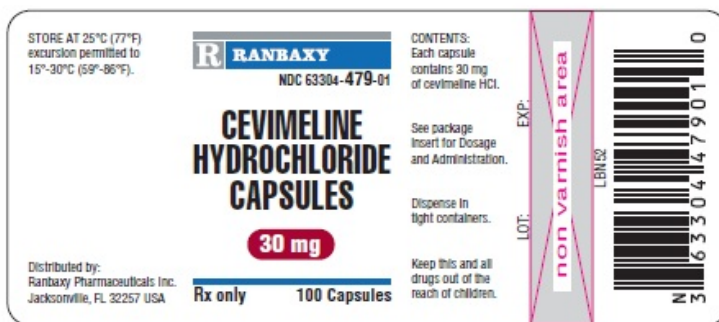 STORE AT 25°C (77°F)
excursion permitted to
15°-30°C (59°-86°F).
Distributed by:
Ranbaxy Pharmaceuticals Inc.
Jacksonville, FL 32257 USA
R RANBAXY
NDC 63304-479-01
CEVIMELINE
HYDROCHLORIDE
CAPSULES
30 mg
Rx only 100 Capsules
CONTENTS:
Each capsule
contains 30 mg
of cevimeline HCl.
See package
Insert for Dosage
and Administration.
Dispense in
tight containers.
Keep this and all
drugs out of the
reach of children.
LOT: EXP:
non varnish area
LBN52
N
3 63304 47901 0